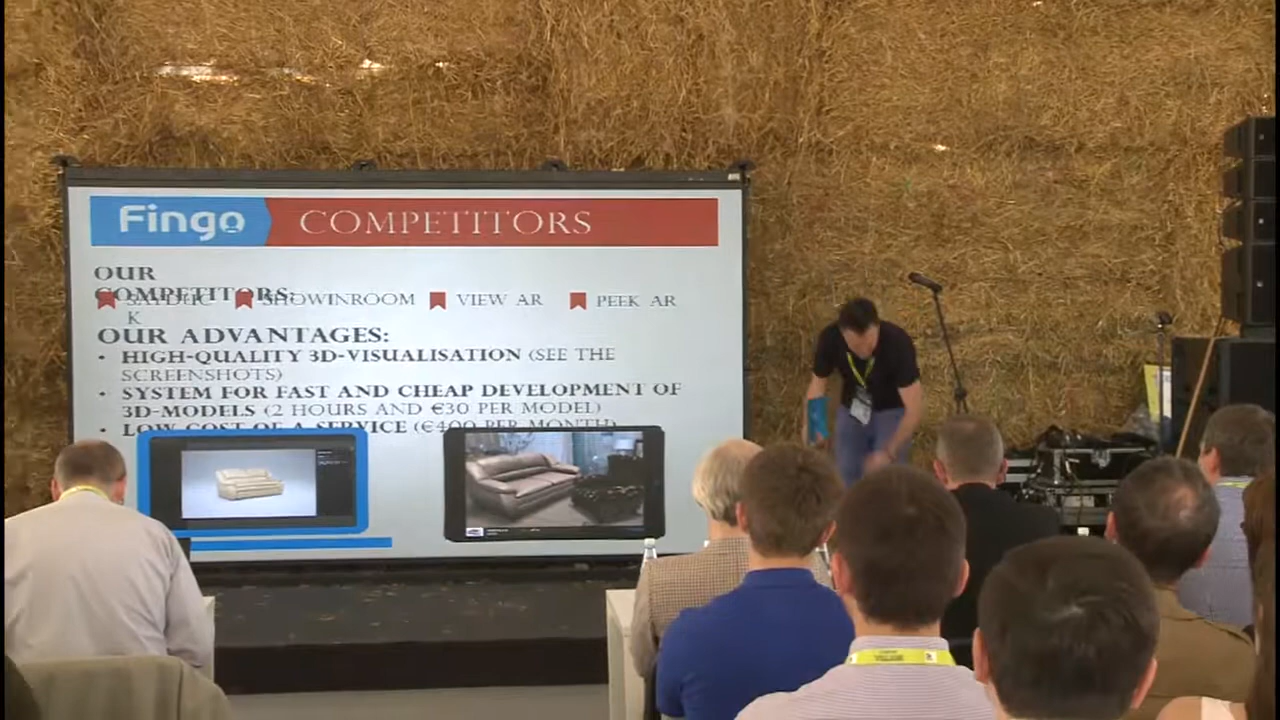 Fingo COMPETITORS
OUR
COMPETITORS:
SHOWINROOM VIEW AR PEEK AR
K
OUR ADVANTAGES:
• HIGH-QUALITY 3D-VISUALISATION (SEE THE
SCREENSHOTS)
• SYSTEM FOR FAST AND CHEAP DEVELOPMENT OF
3D-MODELS (2 HOURS AND €30 PER MODEL)
• LOW COST OF A SERVICE (€400 PER MONTH)